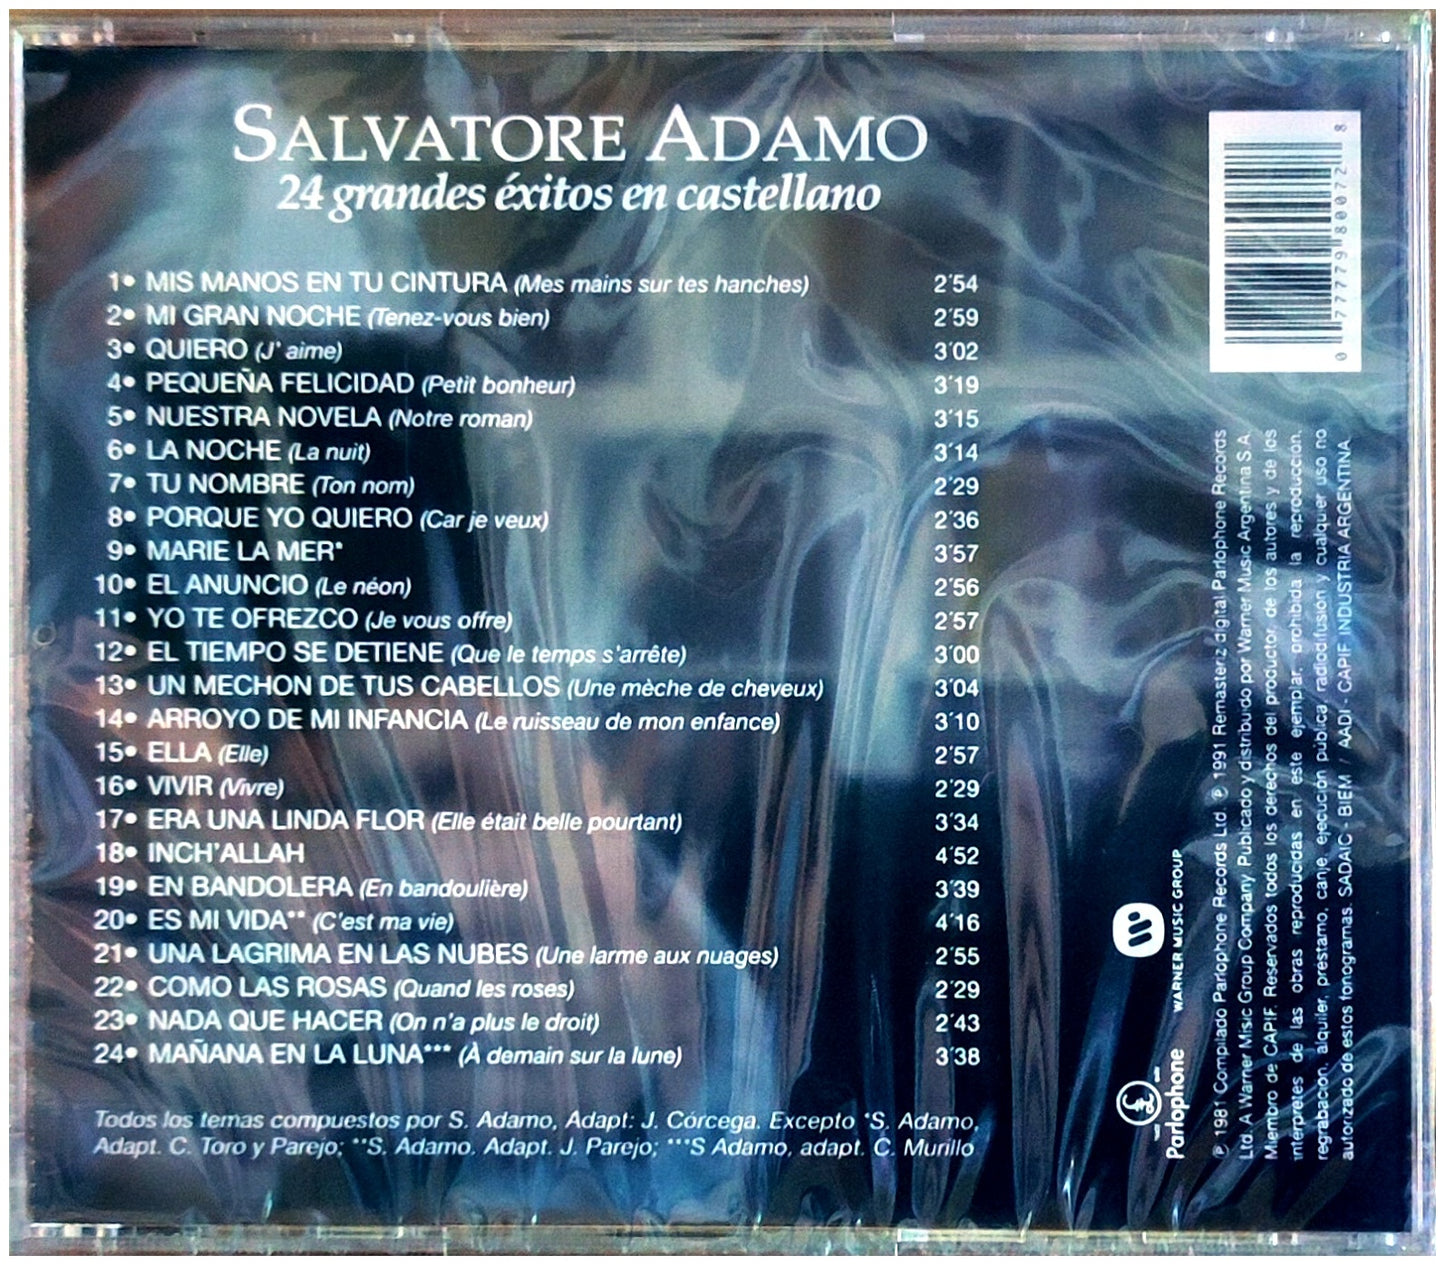 SALVATORE ADAMO
24 grandes éxitos en castellano
1• MIS MANOS EN TU CINTURA (Mes mains sur tes hanches) 2´54
2• MI GRAN NOCHE (Tenez-vous bien) 2´59
3• QUIERO (J' aime) 3´02
4• PEQUEÑA FELICIDAD (Petit bonheur) 3´19
5• NUESTRA NOVELA (Notre roman) 3´15
6• LA NOCHE (La nuit) 3´14
7• TU NOMBRE (Ton nom) 2´29
8• PORQUE YO QUIERO (Car je veux) 2´36
9• MARIE LA MER* 3´57
10• EL ANUNCIO (Le néon) 2´56
11• YO TE OFREZCO (Je vous offre) 2´57
12• EL TIEMPO SE DETIENE (Que le temps s'arrête) 3´00
13• UN MECHON DE TUS CABELLOS (Une mèche de cheveux) 3´04
14• ARROYO DE MI INFANCIA (Le ruisseau de mon enfance) 3´10
15• ELLA (Elle) 2´57
16• VIVIR (Vivre) 2´29
17• ERA UNA LINDA FLOR (Elle était belle pourtant) 3´34
18• INCH'ALLAH 4´52
19• EN BANDOLERA (En bandoulière) 3´39
20• ES MI VIDA** (C'est ma vie) 4´16
21• UNA LAGRIMA EN LAS NUBES (Une larme aux nuages) 2´55
22• COMO LAS ROSAS (Quand les roses) 2´29
23• NADA QUE HACER (On n'a plus le droit) 2´43
24• MAÑANA EN LA LUNA*** (À demain sur la lune) 3´38
Todos los temas compuestos por S. Adamo, Adapt: J. Córcega. Excepto *S. Adamo,
Adapt. C. Toro y Parejo; **S. Adamo. Adapt. J. Parejo; ***S Adamo, adapt. C. Murillo
0 77779 80072 8
WARNER MUSIC GROUP
Parlophone
℗ 1981 Compilado Parlophone Records Ltd. ℗ 1991 Remasteriz digital Parlophone Records
Ltd. A Warner Misic Group Company Publicado y distribuido por Warner Music Argentina S.A.
Miembro de CAPIF. Reservados todos los derechos del productor de los autores y de los
interpretes de las obras reproducidas en este ejemplar. prohibida la reproducción,
regrabación, alquiler, préstamo, canje, ejecución pública, radiodifusión y cualquier uso no
autorizado de estos fonogramas. SADAIC - BIEM / AADI - CAPIF INDUSTRIA ARGENTINA